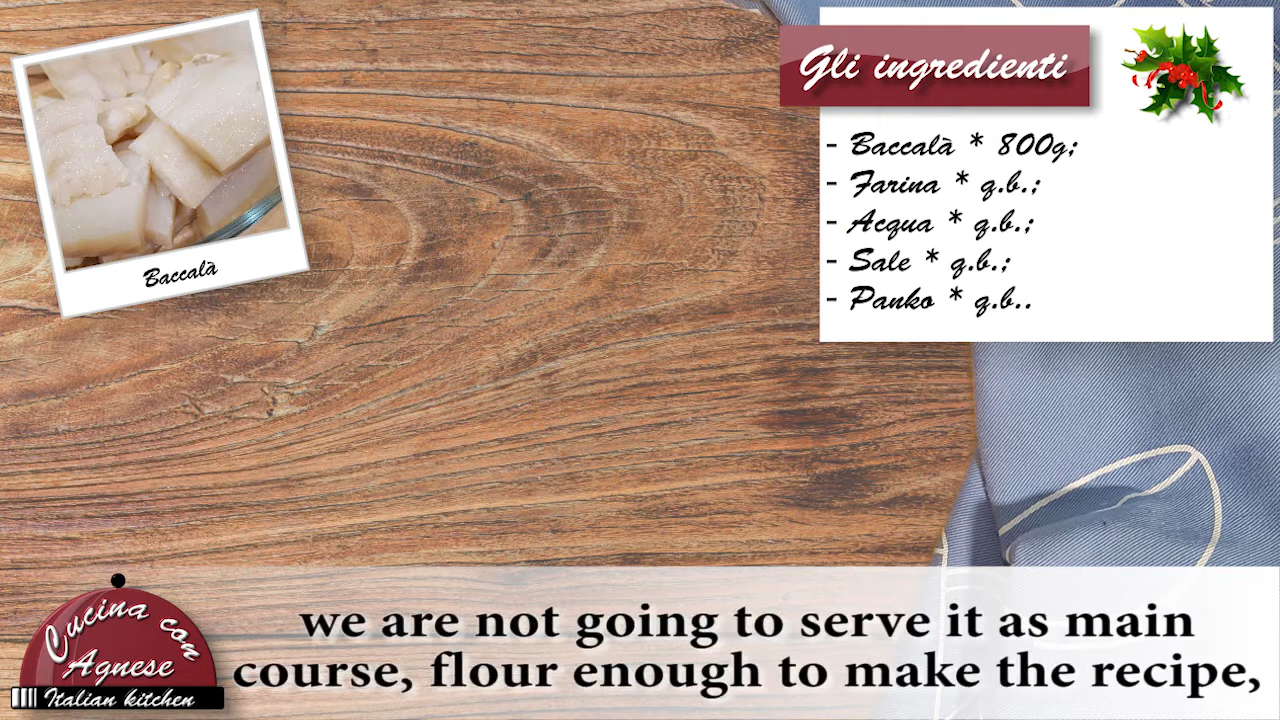 Gli ingredienti
- Baccalà * 800g;
- Farina * q.b.;
- Acqua * q.b.;
- Sale * q.b.;
- Panko * q.b..
Baccalà
we are not going to serve it as main
course, flour enough to make the recipe,
Cucina con
Agnese
Italian kitchen